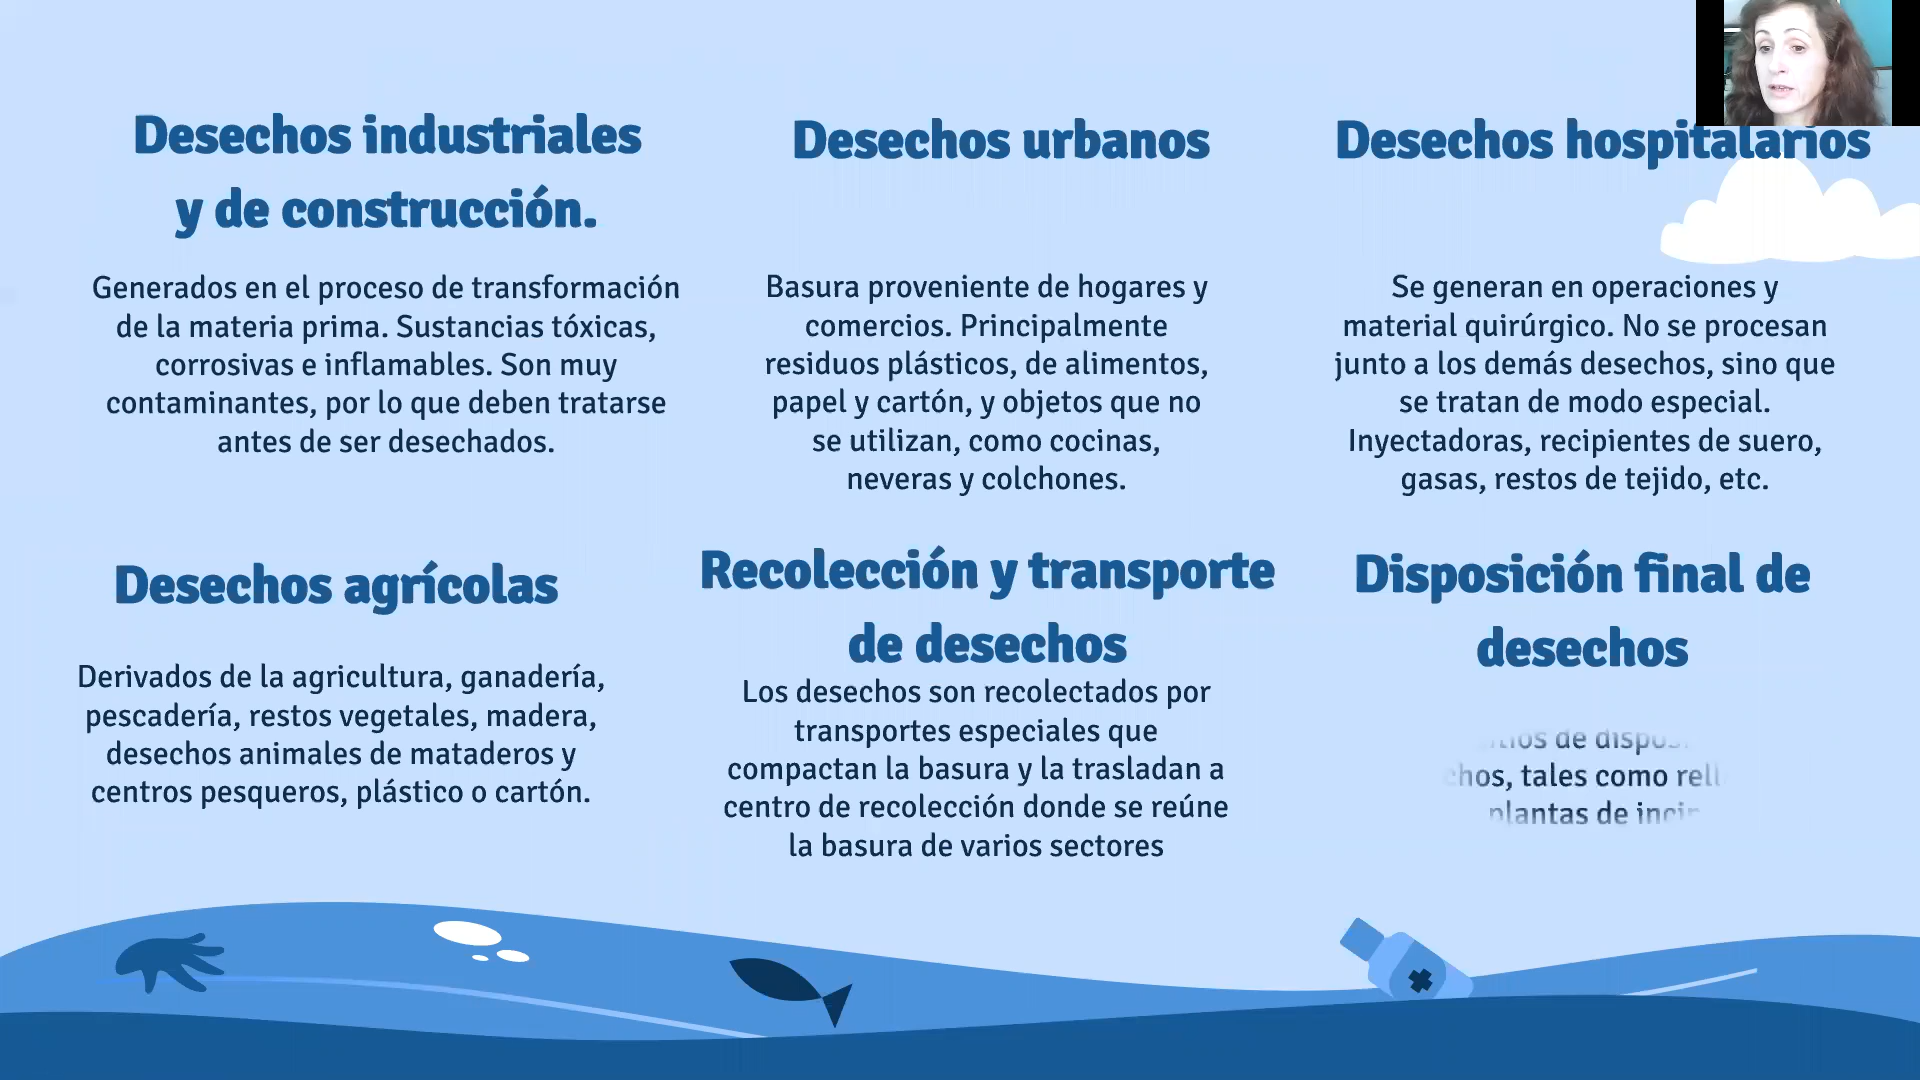 Desechos industriales
y de construcción.
Generados en el proceso de transformación
de la materia prima. Sustancias tóxicas,
corrosivas e inflamables. Son muy
contaminantes, por lo que deben tratarse
antes de ser desechados.
Desechos urbanos
Basura proveniente de hogares y
comercios. Principalmente
residuos plásticos, de alimentos,
papel y cartón, y objetos que no
se utilizan, como cocinas,
neveras y colchones.
Desechos hospitalarios
Se generan en operaciones y
material quirúrgico. No se procesan
junto a los demás desechos, sino que
se tratan de modo especial.
Inyectadoras, recipientes de suero,
gasas, restos de tejido, etc.
Desechos agrícolas
Derivados de la agricultura, ganadería,
pescadería, restos vegetales, madera,
desechos animales de mataderos y
centros pesqueros, plástico o cartón.
Recolección y transporte
de desechos
Los desechos son recolectados por
transportes especiales que
compactan la basura y la trasladan a
centro de recolección donde se reúne
la basura de varios sectores
Disposición final de
desechos
de
tales como
plantas de